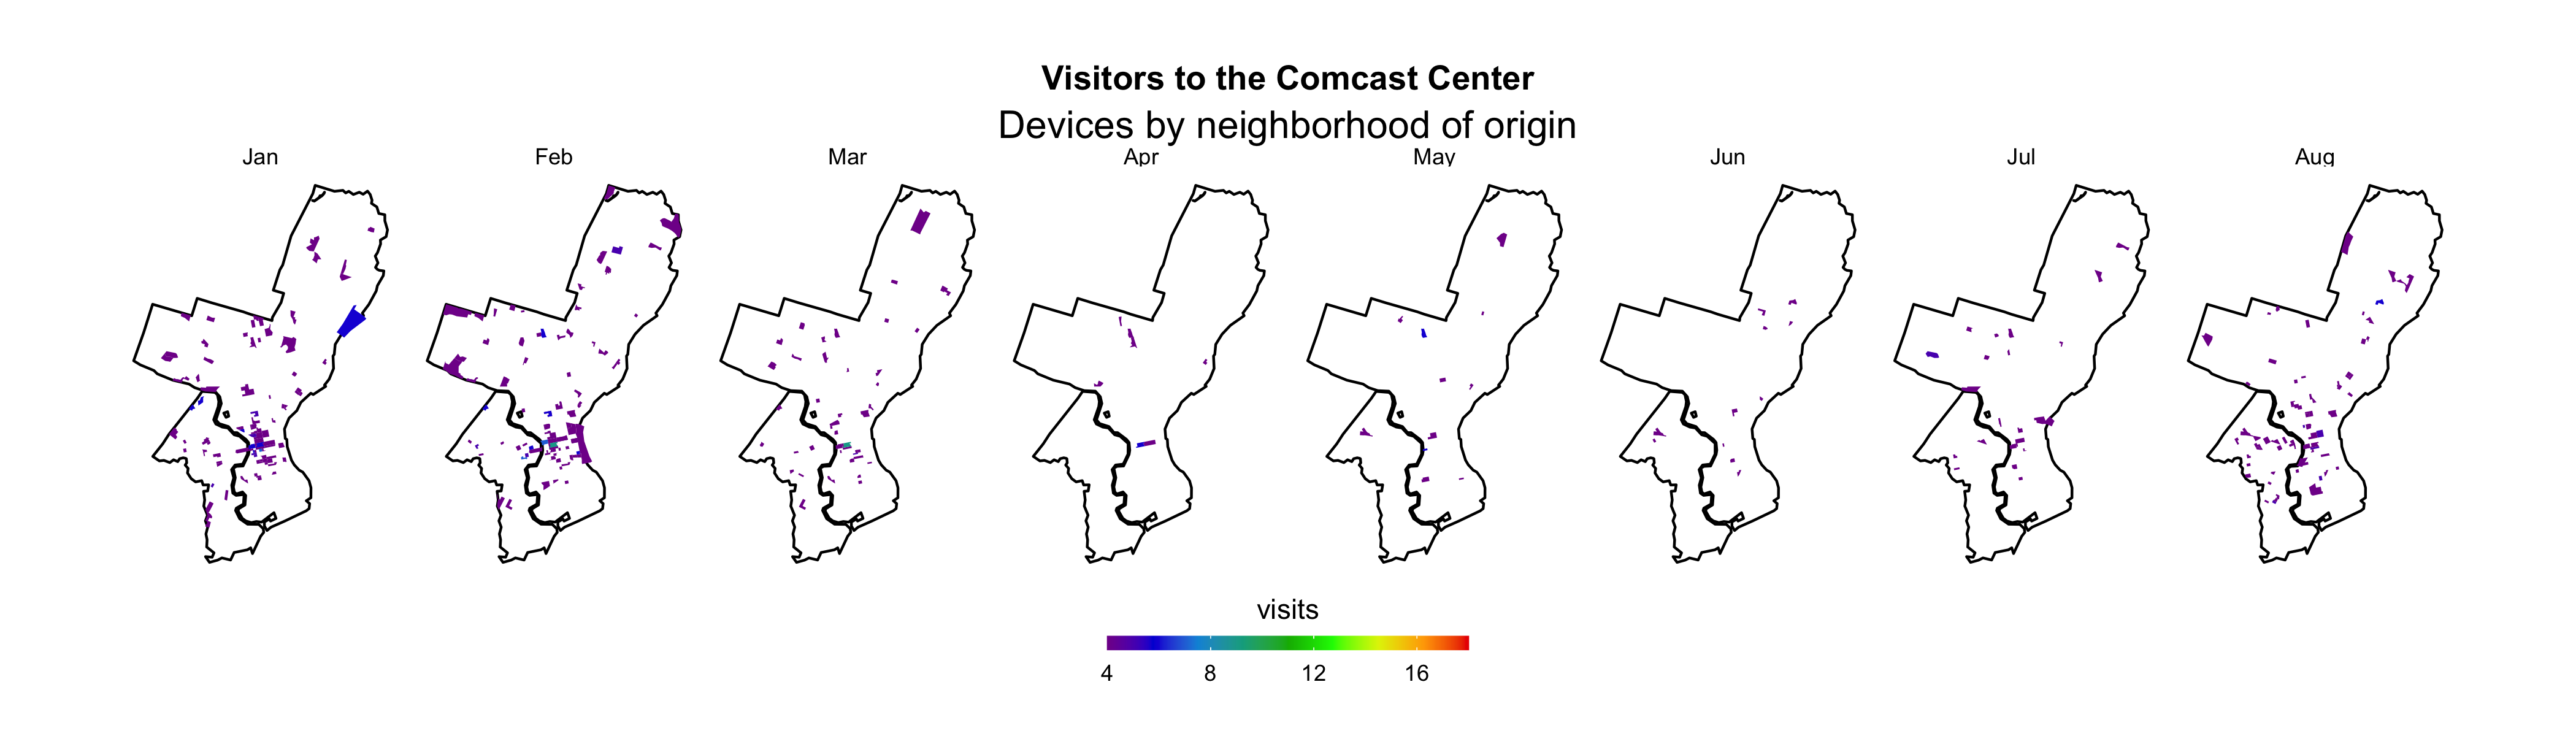 Visitors to the Comcast Center
Devices by neighborhood of origin
Jan Feb Mar Apr May Jun Jul Aug
visits
4 8 12 16